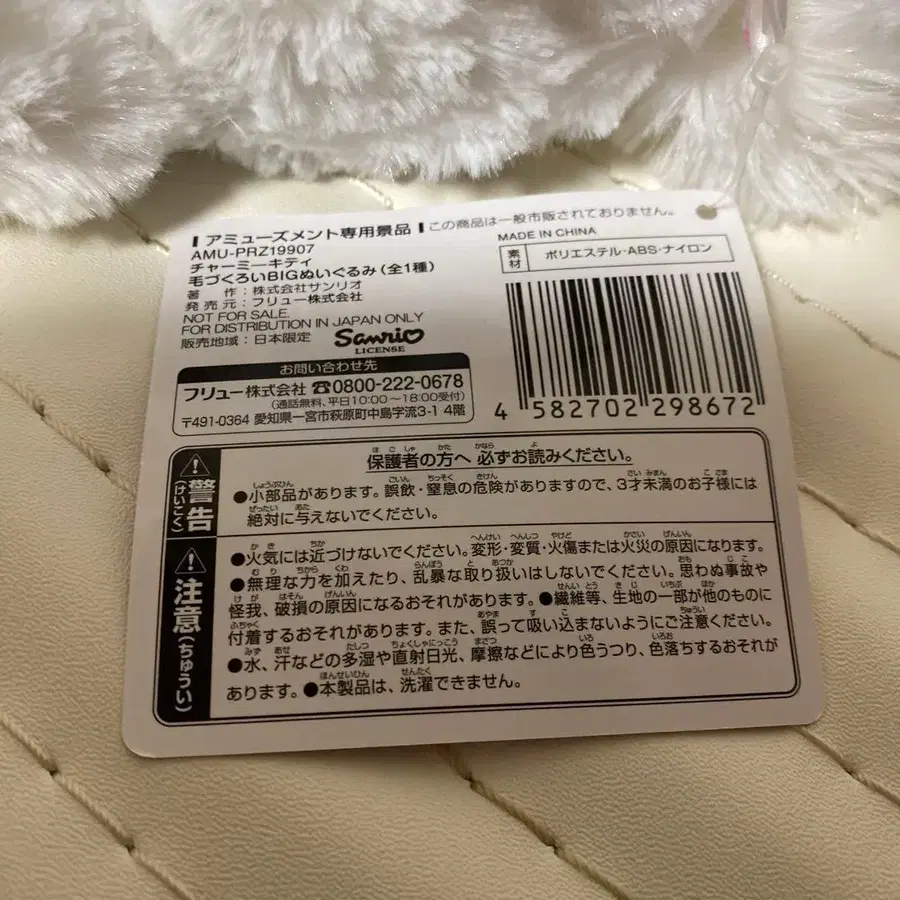 アミューズメント専用景品 この商品は一般市販されておりません。
AMU-PRZ19907
チャーミーキティ
毛づくろいBIGぬいぐるみ(全1種)
著 作:株式会社サンリオ
発売元:フリュー株式会社
NOT FOR SALE.
FOR DISTRIBUTION IN JAPAN ONLY
販売地域:日本限定
Sanrio
LICENSE
お問い合わせ先
フリュー株式会社 ☎0800-222-0678
(通話無料、平日10:00~18:00受付)
〒491-0364 愛知県一宮市萩原町中島字流3-1 4階
MADE IN CHINA
素材 ポリエステル・ABS・ナイロン
4 582702 298672
警告(けいこく)
保護者の方へ 必ずお読みください。
●小部品があります。誤飲・窒息の危険がありますので、3才未満のお子様には
絶対に与えないでください。
注意(ちゅうい)
●火気には近づけないでください。変形・変質・火傷または火災の原因になります。
●無理な力を加えたり、乱暴な取り扱いはしないでください。思わぬ事故や
怪我、破損の原因になるおそれがあります。●繊維等、生地の一部が他のものに
付着するおそれがあります。また、誤って吸い込まないようにご注意ください。
●水、汗などの多湿や直射日光、摩擦などにより色うつり、色落ちするおそれが
あります。●本製品は、洗濯できません。